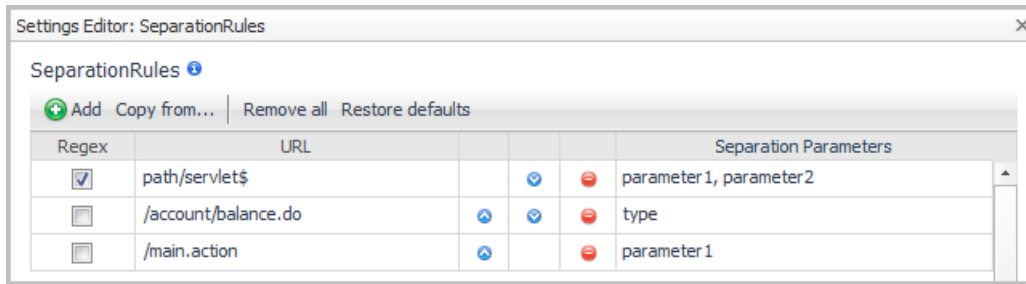 Settings Editor: SeparationRules
SeparationRules
Add Copy from... Remove all Restore defaults
Regex URL Separation Parameters
path/servlet$ parameter1, parameter2
/account/balance.do type
/main.action parameter1